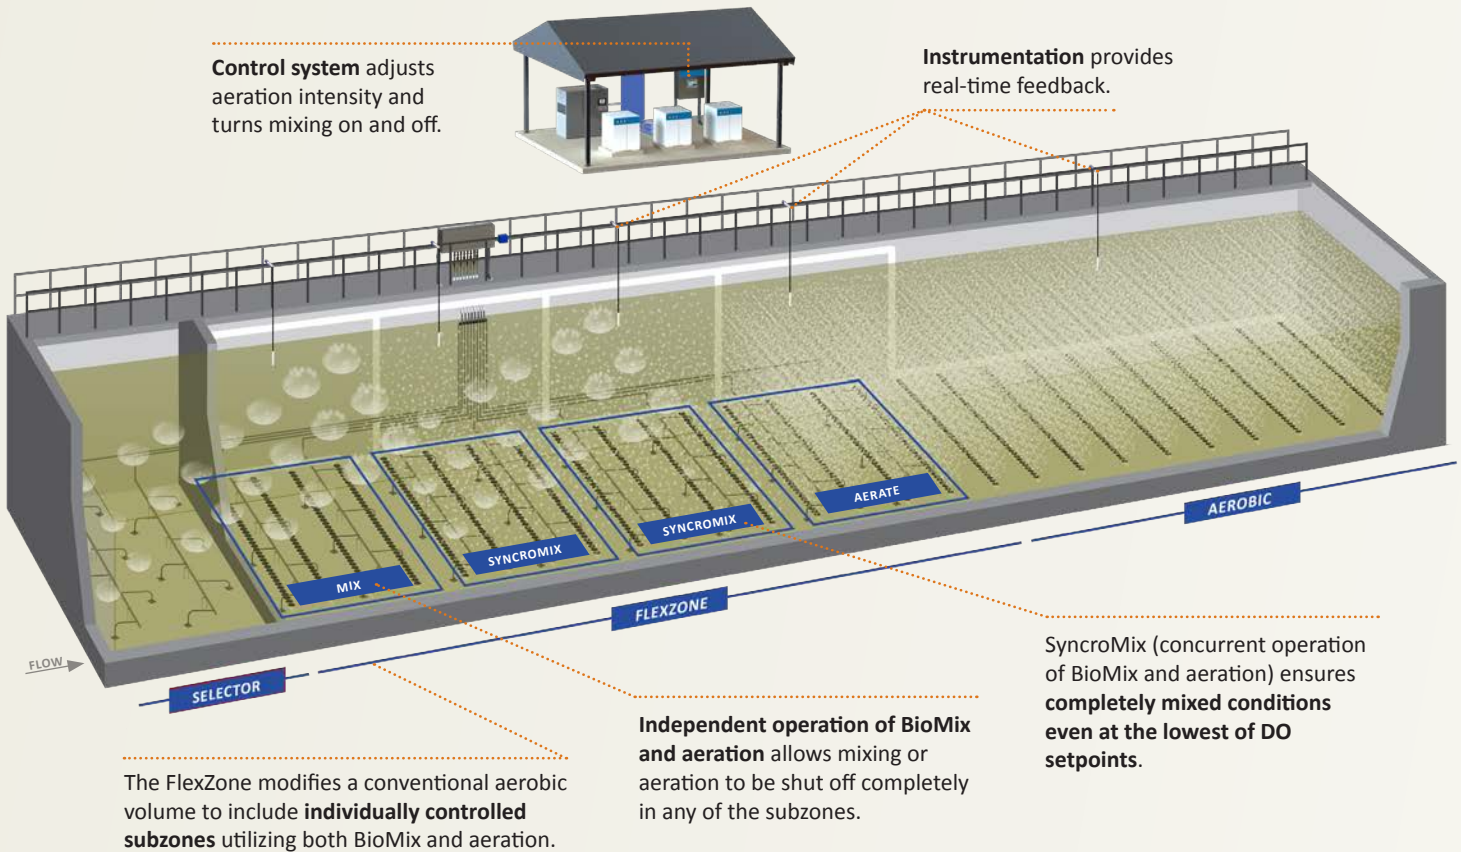 Control system adjusts
aeration intensity and
turns mixing on and off.
Instrumentation provides
real-time feedback.
MIX
SYNCROMIX
SYNCROMIX
AERATE
FLOW
SELECTOR
FLEXZONE
AEROBIC
The FlexZone modifies a conventional aerobic
volume to include individually controlled
subzones utilizing both BioMix and aeration.
Independent operation of BioMix
and aeration allows mixing or
aeration to be shut off completely
in any of the subzones.
SyncroMix (concurrent operation
of BioMix and aeration) ensures
completely mixed conditions
even at the lowest of DO
setpoints.